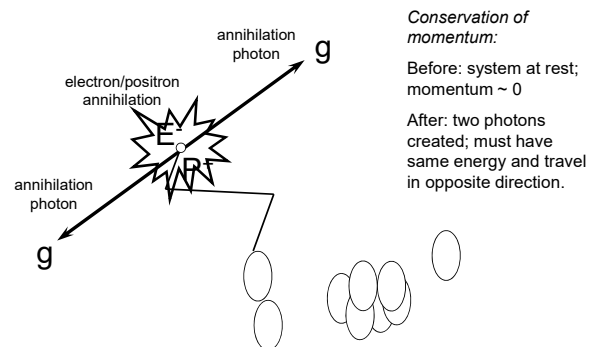 annihilation
photon
g
electron/positron
annihilation
E-
annihilation
photon
g
Conservation of
momentum:
Before: system at rest;
momentum ~ 0
After: two photons
created; must have
same energy and travel
in opposite direction.